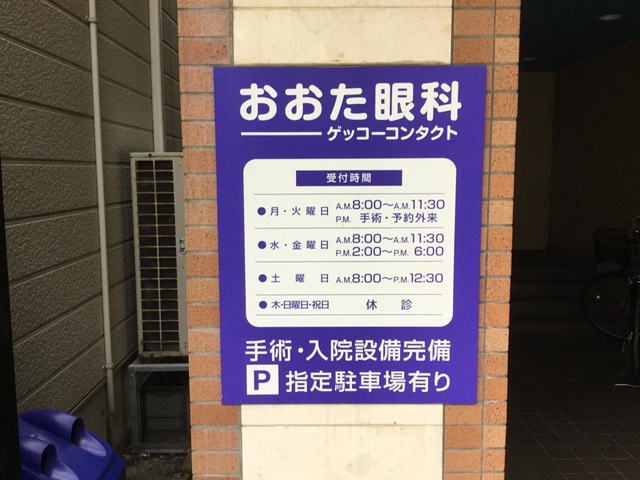 おおた眼科
ゲッコーコンタクト
受付時間
●月・火曜日 A.M.8:00〜A.M.11:30
P.M. 手術・予約外来
●水・金曜日 A.M.8:00〜A.M.11:30
P.M.2:00〜P.M. 6:00
●土曜日 A.M.8:00〜P.M.12:30
●木・日曜日・祝日 休診
手術・入院設備完備
P 指定駐車場有り